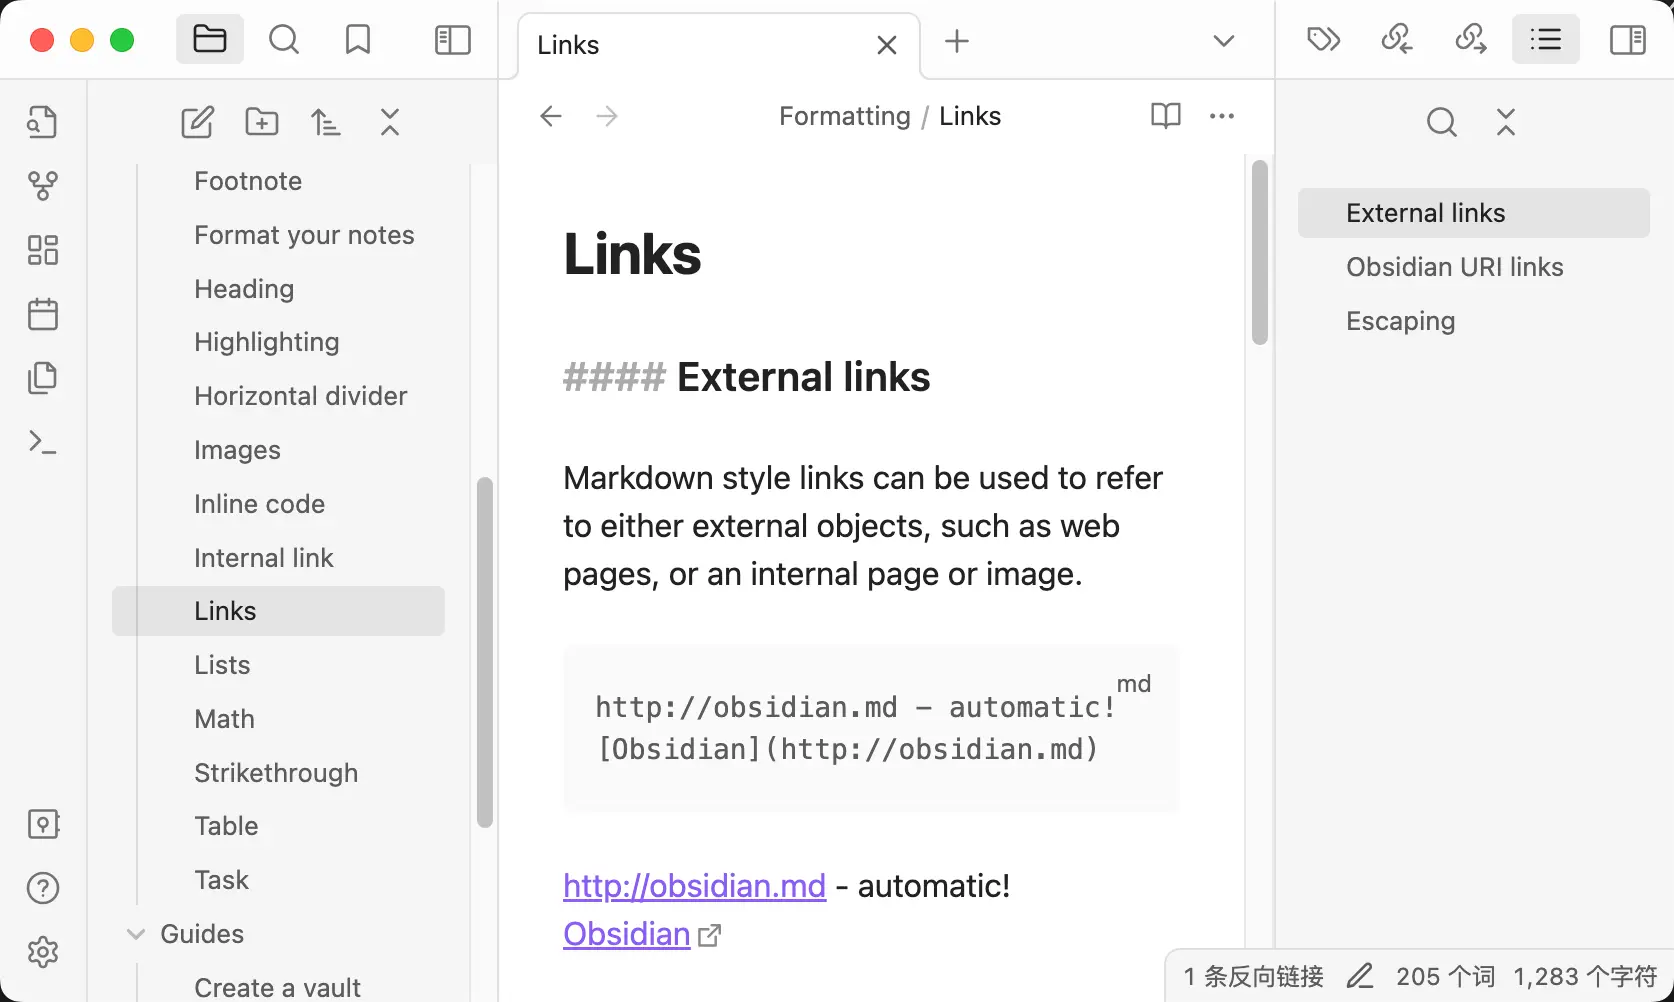 Links
Footnote
Format your notes
Heading
Highlighting
Horizontal divider
Images
Inline code
Internal link
Links
Lists
Math
Strikethrough
Table
Task
Guides
Create a vault
Formatting / Links
Links
#### External links
Markdown style links can be used to refer
to either external objects, such as web
pages, or an internal page or image.
md
http://obsidian.md - automatic!
[Obsidian](http://obsidian.md)
http://obsidian.md - automatic!
Obsidian
External links
Obsidian URI links
Escaping
1 条反向链接 205 个词 1,283 个字符